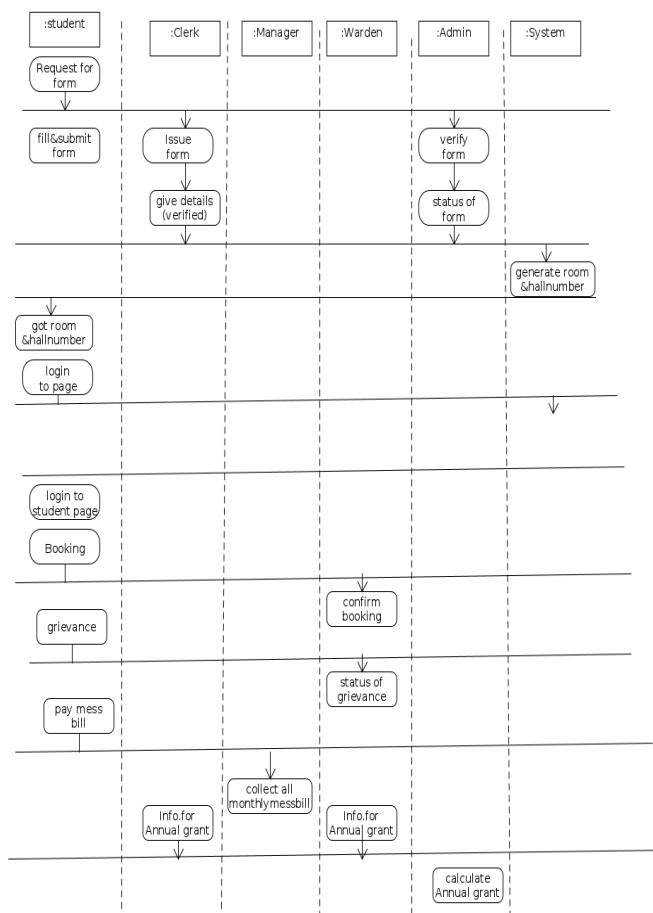 :student
:Clerk
:Manager
:Warden
:Admin
:System
Request for
form
fill&submit
form
Issue
form
verify
form
give details
(verified)
status of
form
generate room
&hallnumber
got room
&hallnumber
login
to page
login to
student page
Booking
confirm
booking
grievance
status of
grievance
pay mess
bill
collect all
monthlymessbill
Info.for
Annual grant
Info.for
Annual grant
calculate
Annual grant